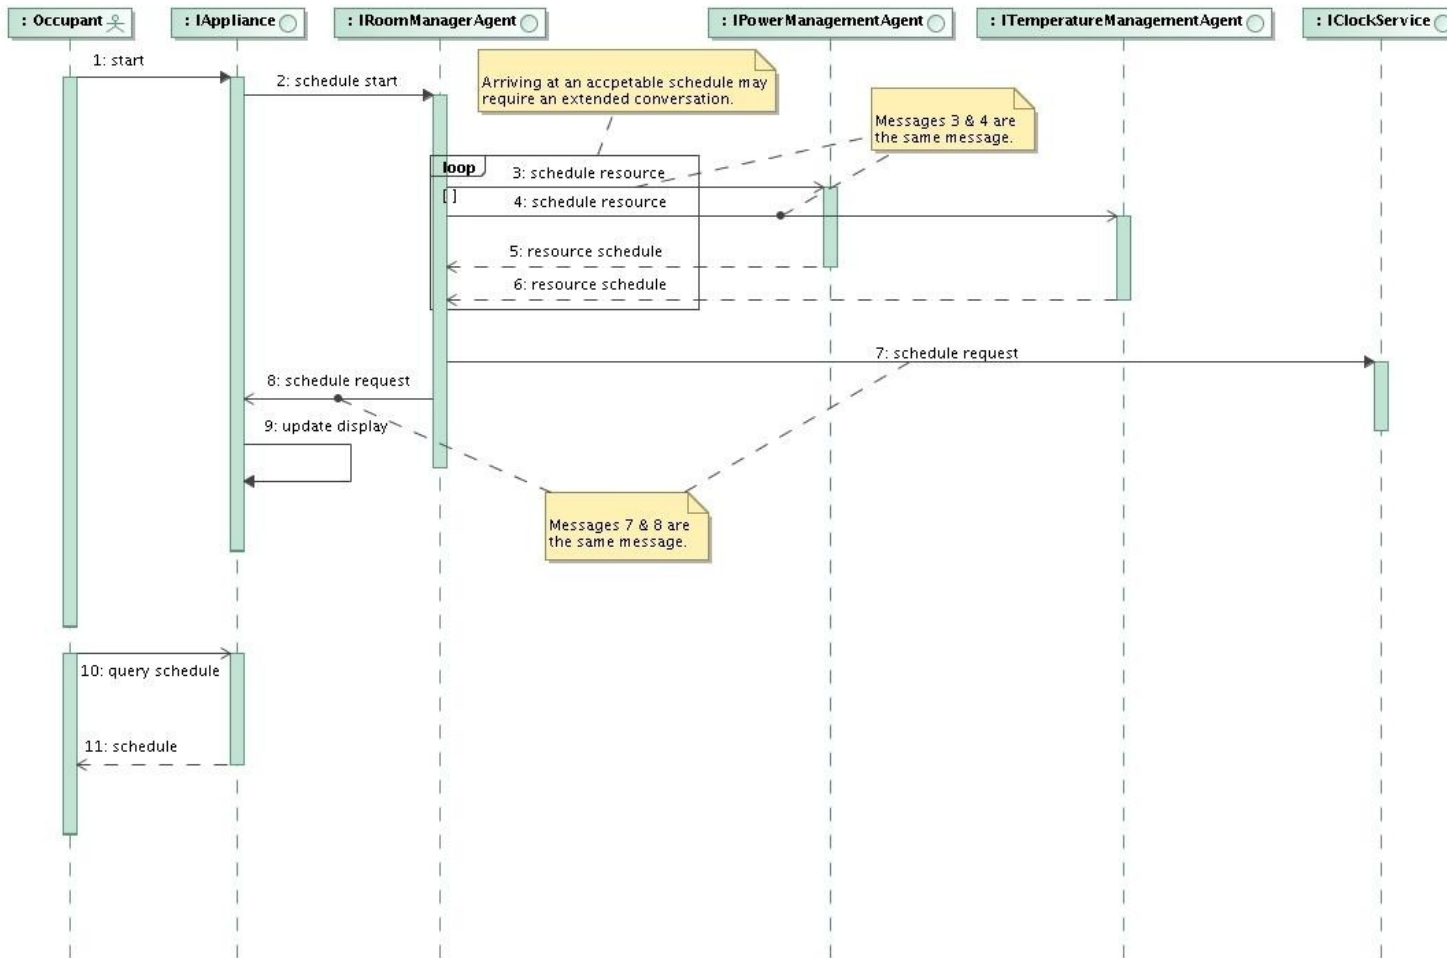 : Occupant
: IAppliance
: IRoomManagerAgent
: IPowerManagementAgent
: ITemperatureManagementAgent
: IClockService
1: start
2: schedule start
Arriving at an accpetable schedule may
require an extended conversation.
Messages 3 & 4 are
the same message.
loop
3: schedule resource
[ ]
4: schedule resource
5: resource schedule
6: resource schedule
7: schedule request
8: schedule request
9: update display
Messages 7 & 8 are
the same message.
10: query schedule
11: schedule